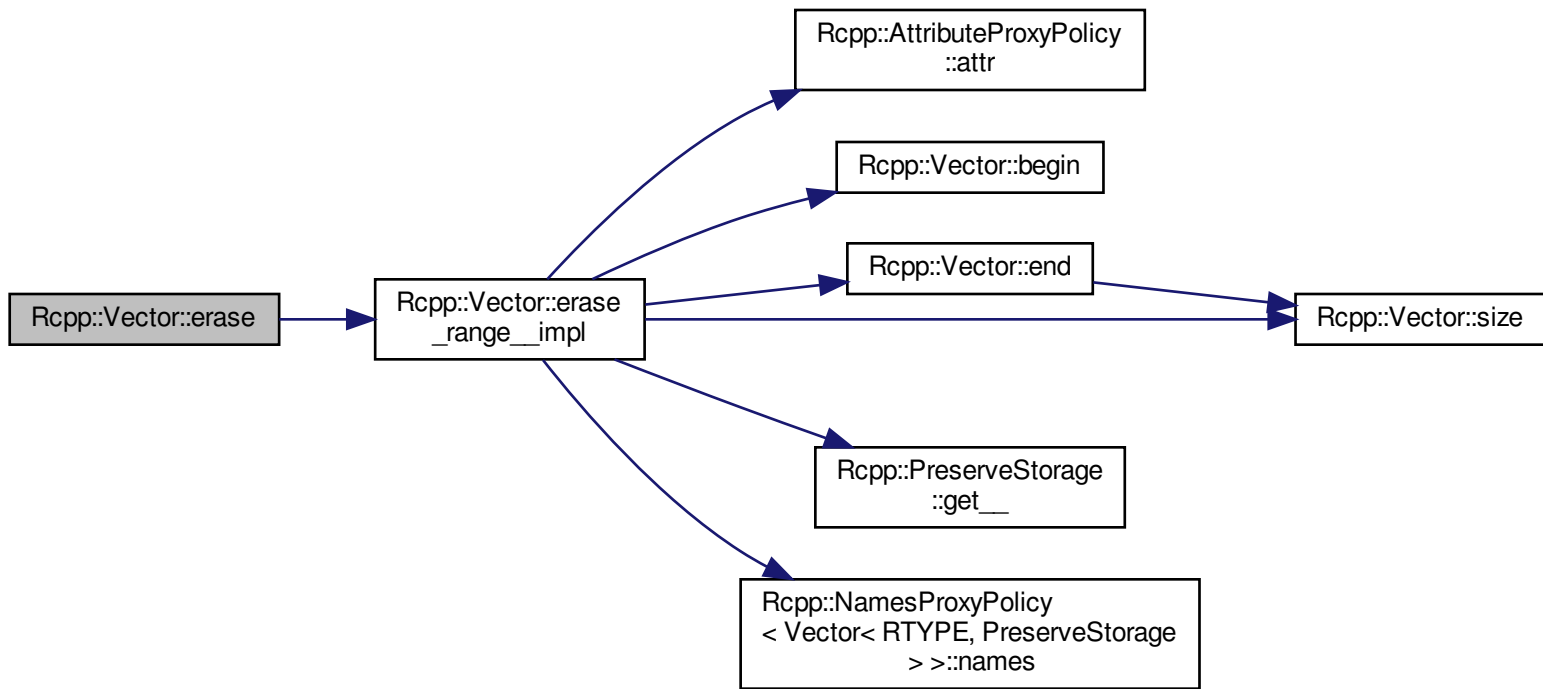 Rcpp::AttributeProxyPolicy
::attr
Rcpp::Vector::begin
Rcpp::Vector::end
Rcpp::Vector::erase
Rcpp::Vector::erase
_range__impl
Rcpp::Vector::size
Rcpp::PreserveStorage
::get__
Rcpp::NamesProxyPolicy
< Vector< RTYPE, PreserveStorage
> >::names